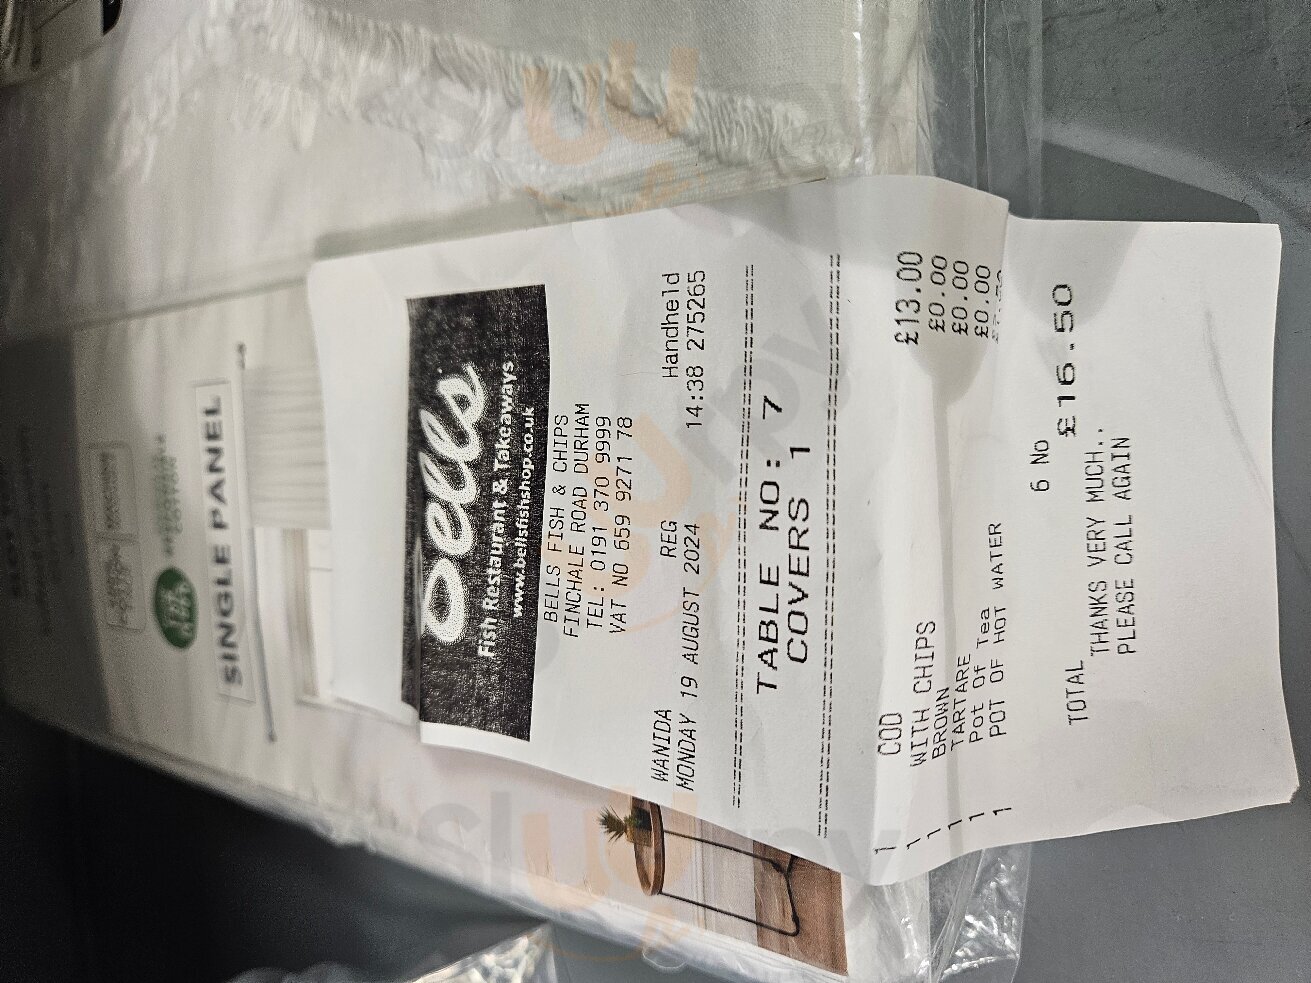 Bells
Fish Restaurant & Takeaways
www.bellsfishshop.co.uk
BELLS FISH & CHIPS
FINCHALE ROAD DURHAM
TEL: 0191 370 9999
VAT NO 659 9271 78
WANIDA REG Handheld
MONDAY 19 AUGUST 2024 14:38 275265
TABLE NO: 7
COVERS 1
1 COD £13.00
1 WITH CHIPS £0.00
1 BROWN £0.00
1 TARTARE £0.00
1 Pot Of Tea
1 POT OF HOT WATER
6 No
TOTAL £16.50
THANKS VERY MUCH..
PLEASE CALL AGAIN
SINGLE PANEL
sluurpy
sluurpy
sluurpy